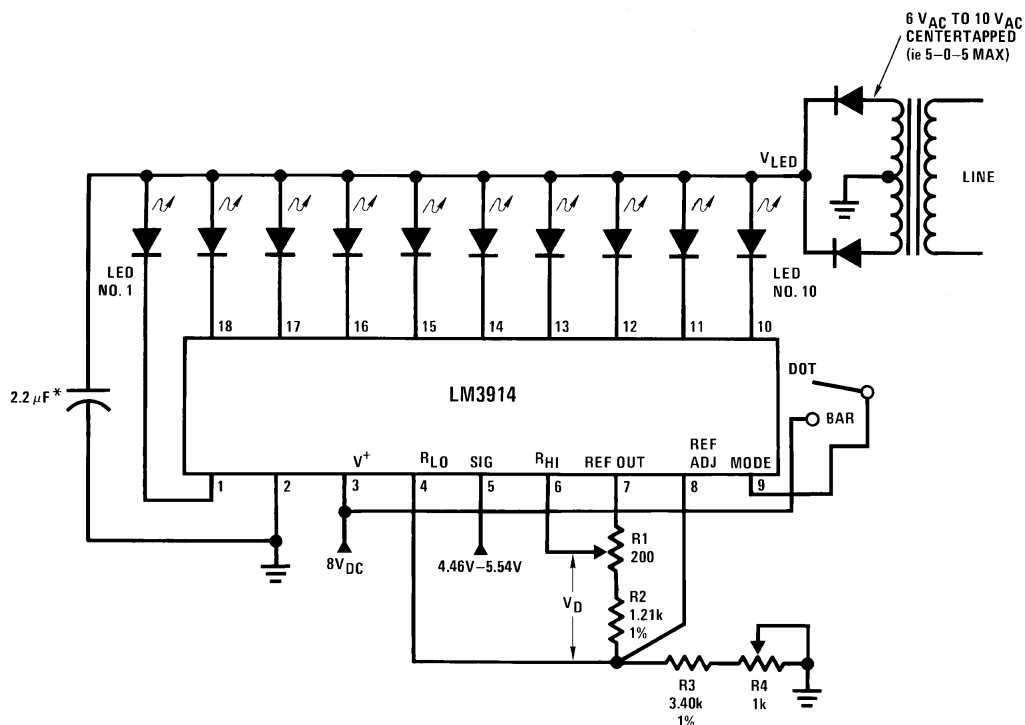 6 VAC TO 10 VAC
CENTERTAPPED
(ie 5–0–5 MAX)
VLED
LINE
LED
NO. 1
LED
NO. 10
18
17
16
15
14
13
12
11
10
2.2 μF*
LM3914
DOT
BAR
V+
RLO
SIG
RHI
REF OUT
REF
ADJ
MODE
1
2
3
4
5
6
7
8
9
8VDC
4.46V–5.54V
R1
200
VD
R2
1.21k
1%
R3
3.40k
1%
R4
1k